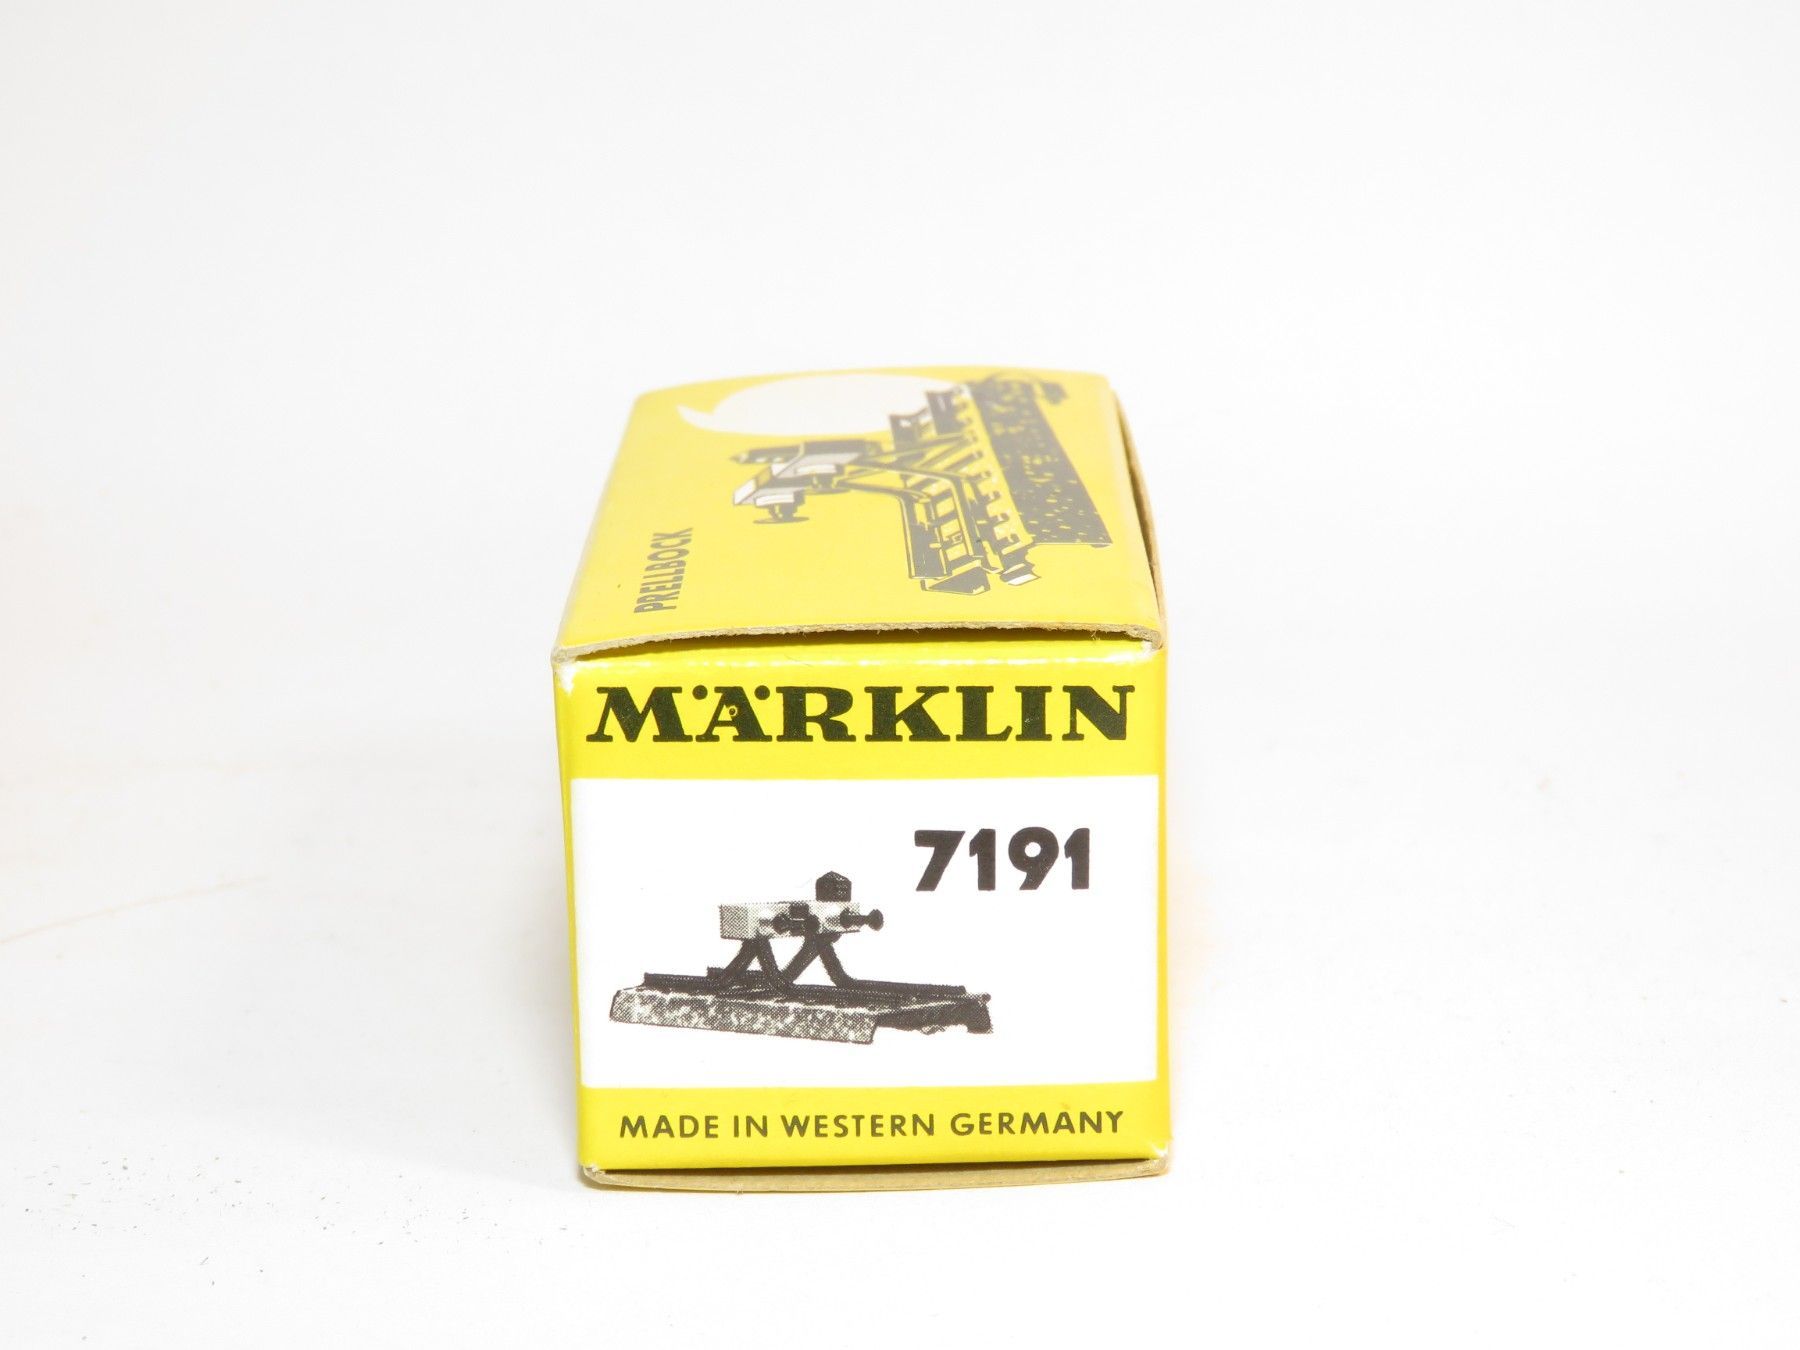 PRELLBOCK
MÄRKLIN
7191
MADE IN WESTERN GERMANY